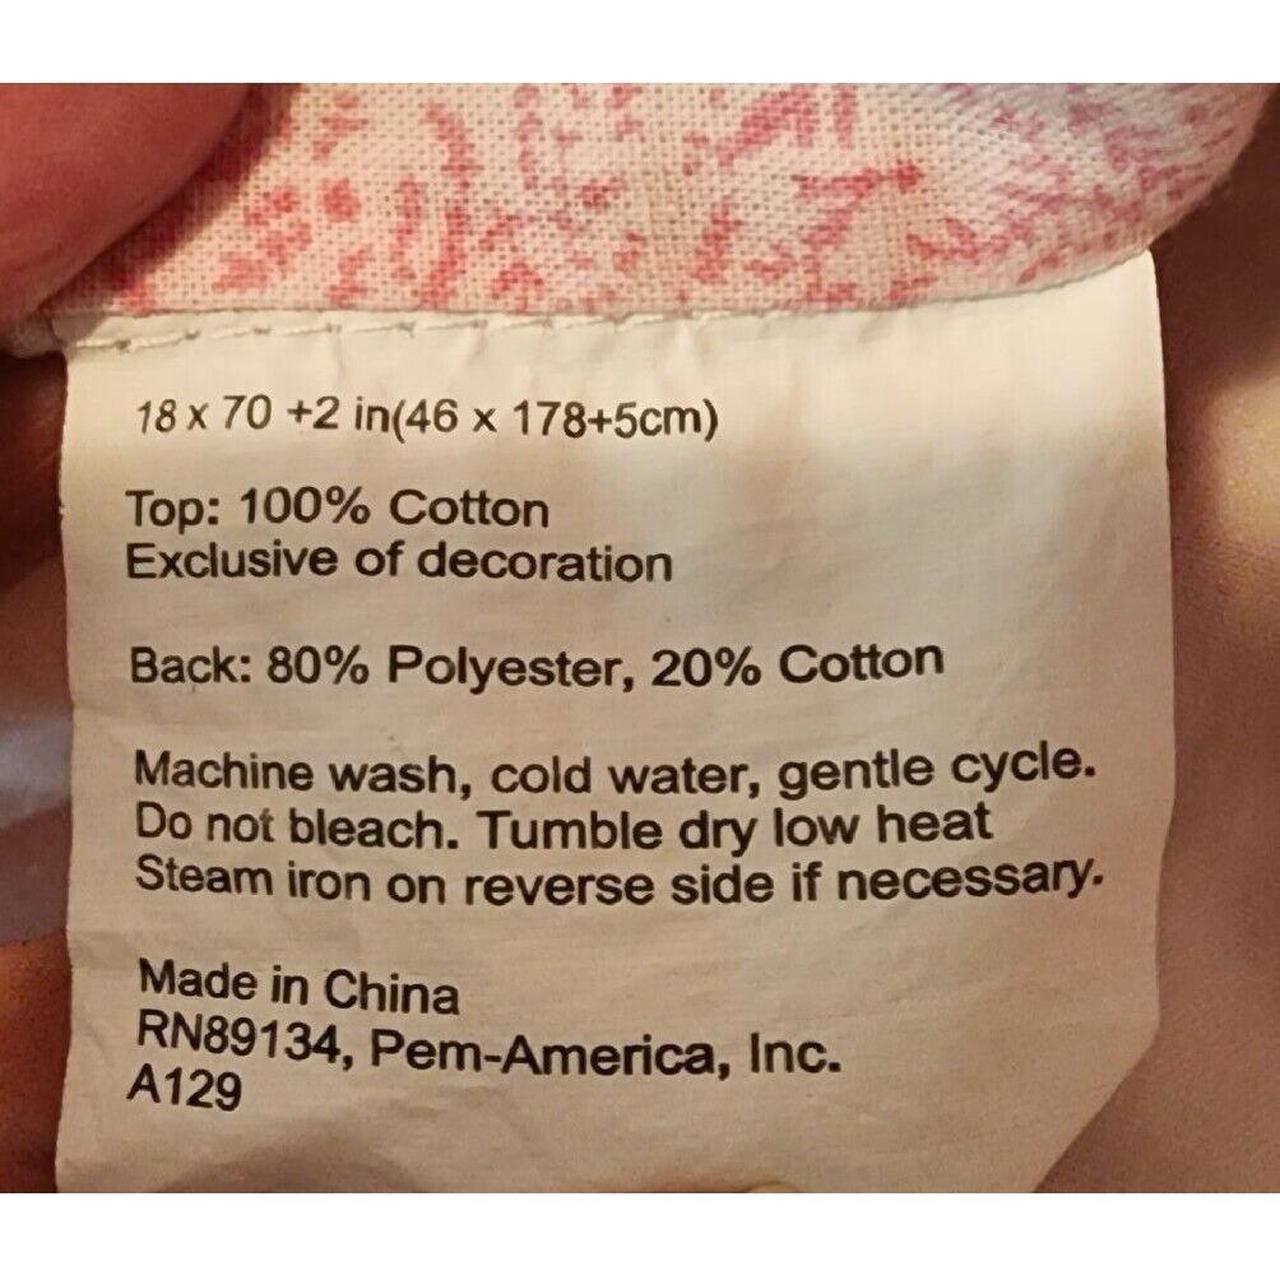 18 x 70 +2 in(46 x 178+5cm)
Top: 100% Cotton
Exclusive of decoration
Back: 80% Polyester, 20% Cotton
Machine wash, cold water, gentle cycle.
Do not bleach. Tumble dry low heat
Steam iron on reverse side if necessary.
Made in China
RN89134, Pem-America, Inc.
A129